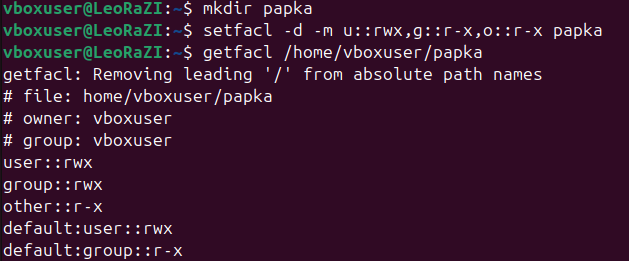 vboxuser@LeoRaZI:~$ mkdir papka
vboxuser@LeoRaZI:~$ setfacl -d -m u::rwx,g::r-x,o::r-x papka
vboxuser@LeoRaZI:~$ getfacl /home/vboxuser/papka
getfacl: Removing leading '/' from absolute path names
# file: home/vboxuser/papka
# owner: vboxuser
# group: vboxuser
user::rwx
group::rwx
other::r-x
default:user::rwx
default:group::r-x